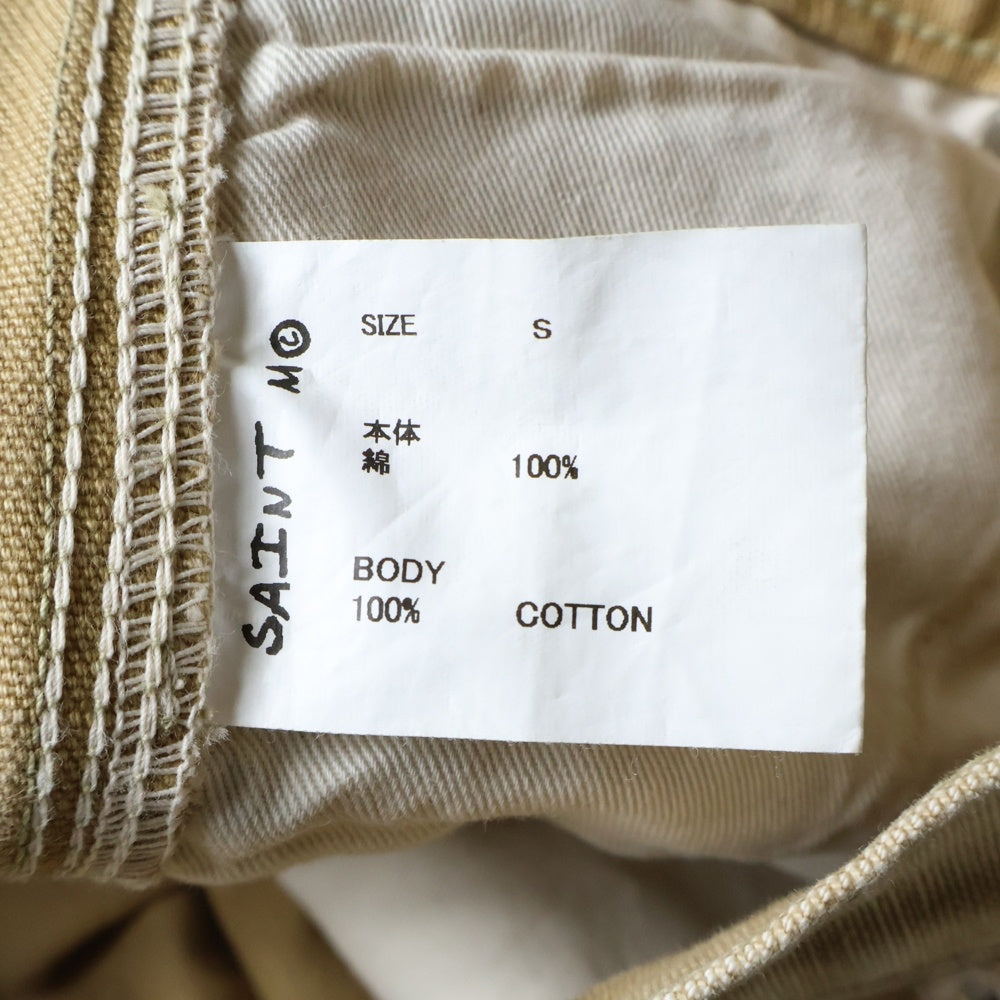 SAINT M©
SIZE S
本体
綿 100%
BODY
100% COTTON